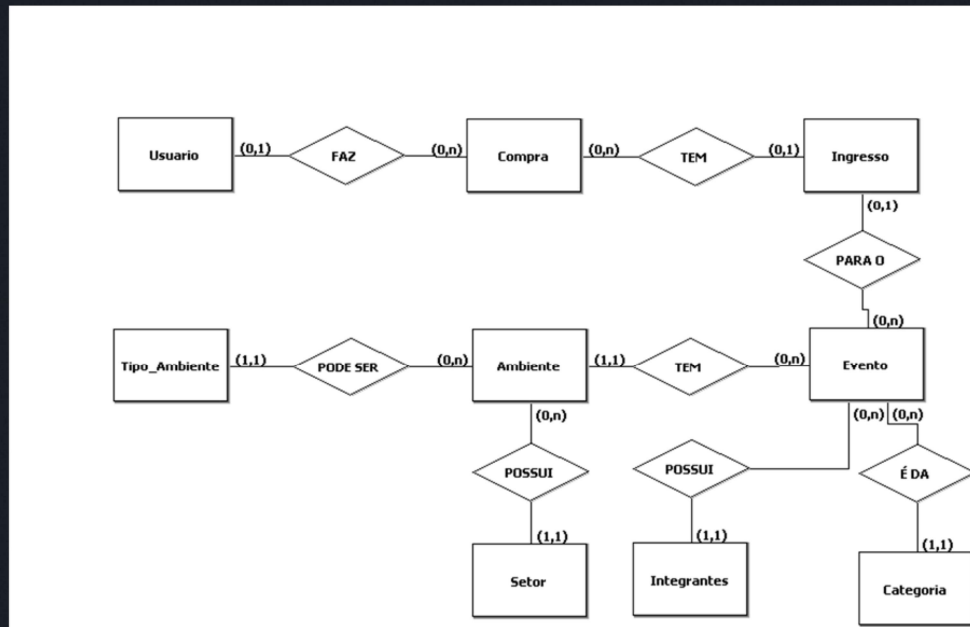 Usuario (0,1) FAZ (0,n) Compra (0,n) TEM (0,1) Ingresso
(0,1)
PARA O
(0,n)
Tipo_Ambiente (1,1) PODE SER (0,n) Ambiente (1,1) TEM (0,n) Evento
(0,n) (0,n) (0,n)
POSSUI POSSUI É DA
(1,1) (1,1) (1,1)
Setor Integrantes Categoria